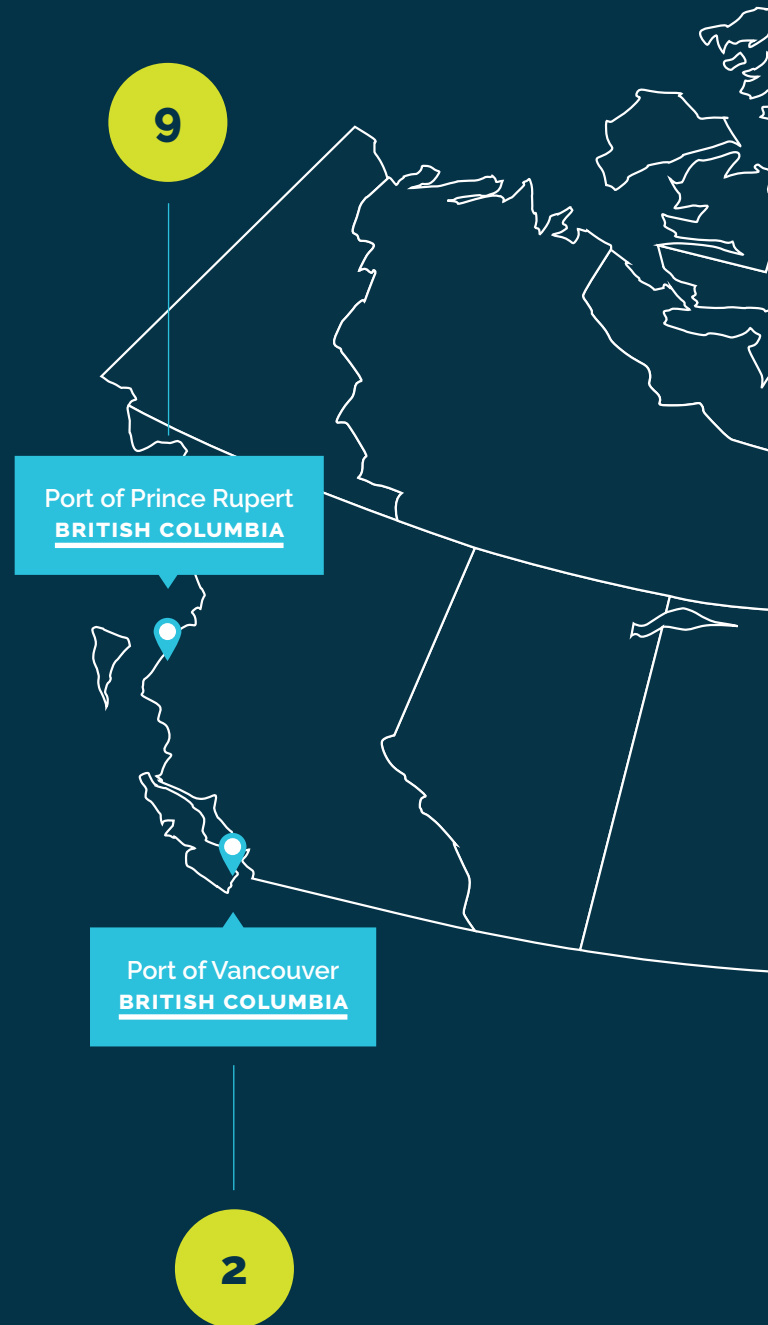 9
Port of Prince Rupert
BRITISH COLUMBIA
Port of Vancouver
BRITISH COLUMBIA
2